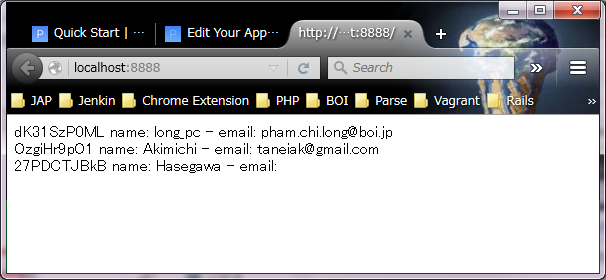 Quick Start | ...
Edit Your App...
http://...t:8888/
localhost:8888
Search
JAP
Jenkin
Chrome Extension
PHP
BOI
Parse
Vagrant
Rails
dK31SzP0ML name: long_pc - email: pham.chi.long@boi.jp
OzgiHr9pO1 name: Akimichi - email: taneiak@gmail.com
27PDCTJBkB name: Hasegawa - email: